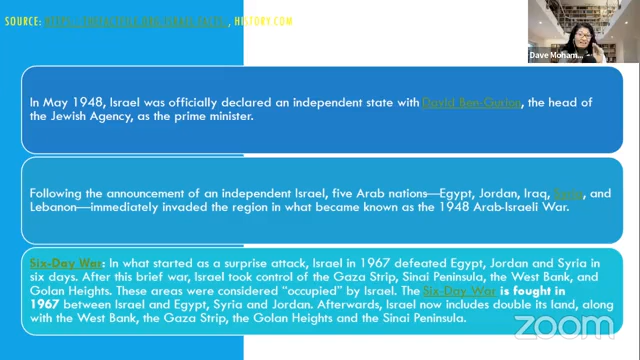 SOURCE: HTTPS://THEFACTFILE.ORG/ISRAEL-FACTS/, HISTORY.COM
Dave Moham...
In May 1948, Israel was officially declared an independent state with David Ben-Gurion, the head of
the Jewish Agency, as the prime minister.
Following the announcement of an independent Israel, five Arab nations—Egypt, Jordan, Iraq, Syria, and
Lebanon—immediately invaded the region in what became known as the 1948 Arab-Israeli War.
Six-Day War: In what started as a surprise attack, Israel in 1967 defeated Egypt, Jordan and Syria in
six days. After this brief war, Israel took control of the Gaza Strip, Sinai Peninsula, the West Bank, and
Golan Heights. These areas were considered “occupied” by Israel. The Six-Day War is fought in
1967 between Israel and Egypt, Syria and Jordan. Afterwards, Israel now includes double its land, along
with the West Bank, the Gaza Strip, the Golan Heights and the Sinai Peninsula.
zoom